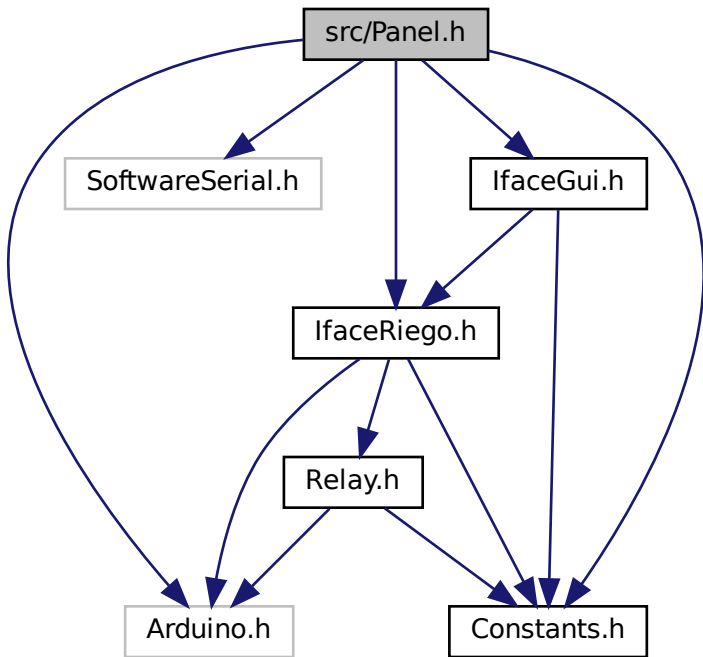 src/Panel.h
SoftwareSerial.h
IfaceGui.h
IfaceRiego.h
Relay.h
Arduino.h
Constants.h